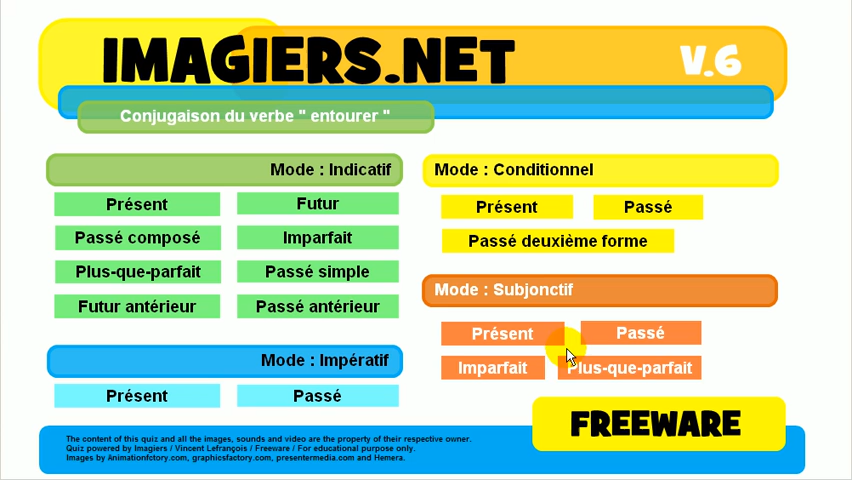 IMAGIERS.NET
V.6
Conjugaison du verbe " entourer "
Mode : Indicatif
Présent
Futur
Passé composé
Imparfait
Plus-que-parfait
Passé simple
Futur antérieur
Passé antérieur
Mode : Impératif
Présent
Passé
Mode : Conditionnel
Présent
Passé
Passé deuxième forme
Mode : Subjonctif
Présent
Passé
Imparfait
Plus-que-parfait
FREEWARE
The content of this quiz and all the images, sounds and video are the property of their respective owner.
Quiz powered by Imagiers / Vincent Lefrançois / Freeware / For educational purpose only.
Images by Animationfctory.com, graphicsfactory.com, presentermedia.com and Hemera.